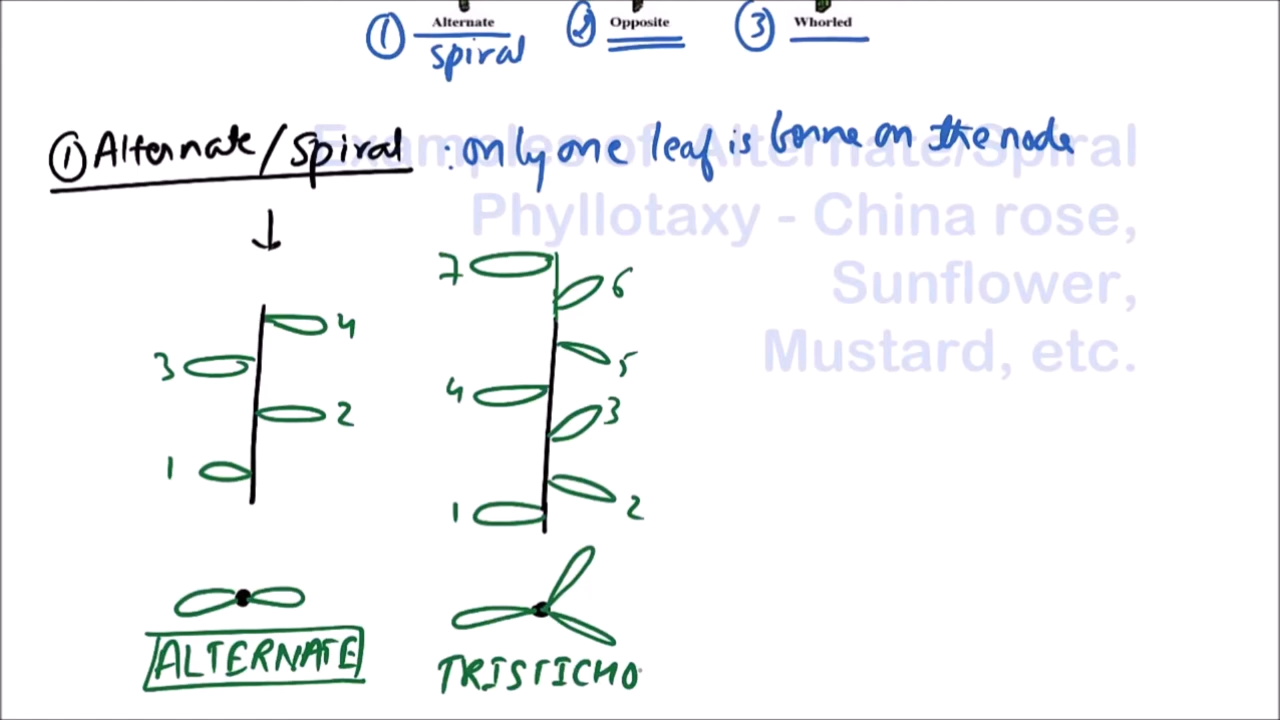 Alternate Opposite Whorled
① spiral ② ③
① Alternate/spiral : only one leaf is borne on the node
Examples of Alternate/Spiral
Phyllotaxy - China rose,
Sunflower,
Mustard, etc.
7
6
4
3
5
4
2
3
1
1
2
ALTERNATE
TRISTICHO